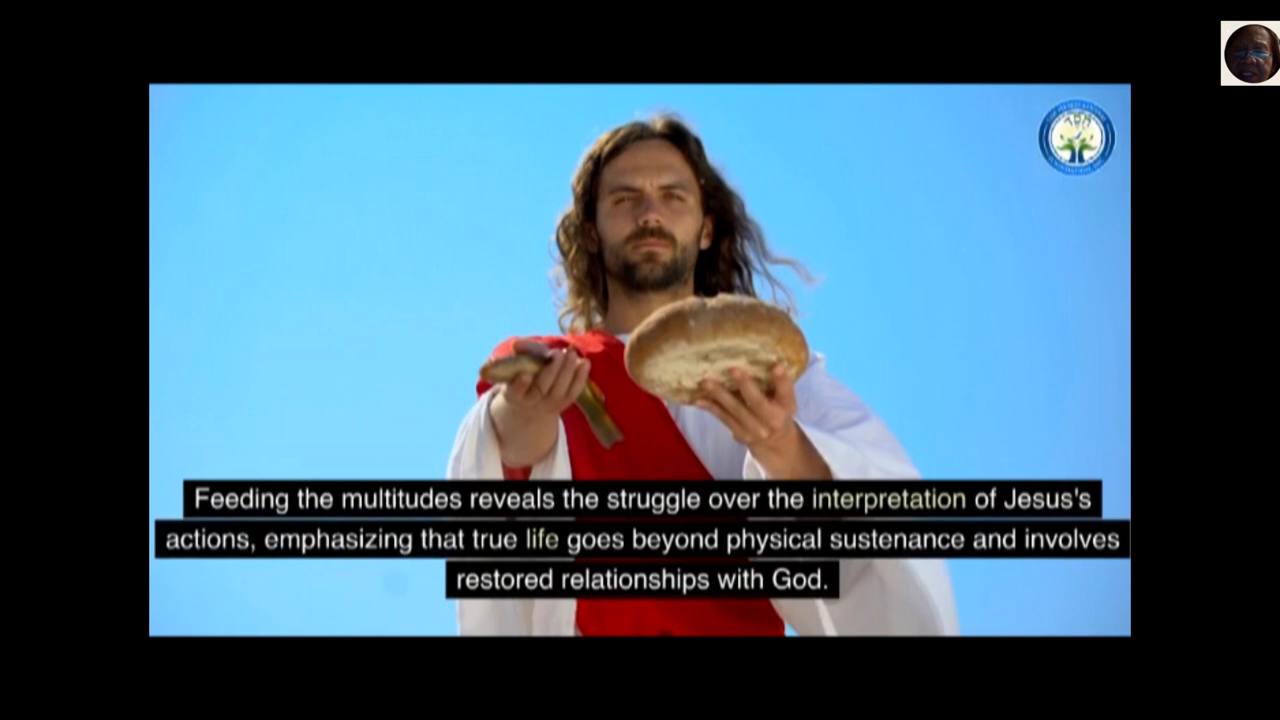 Feeding the multitudes reveals the struggle over the interpretation of Jesus's
actions, emphasizing that true life goes beyond physical sustenance and involves
restored relationships with God.